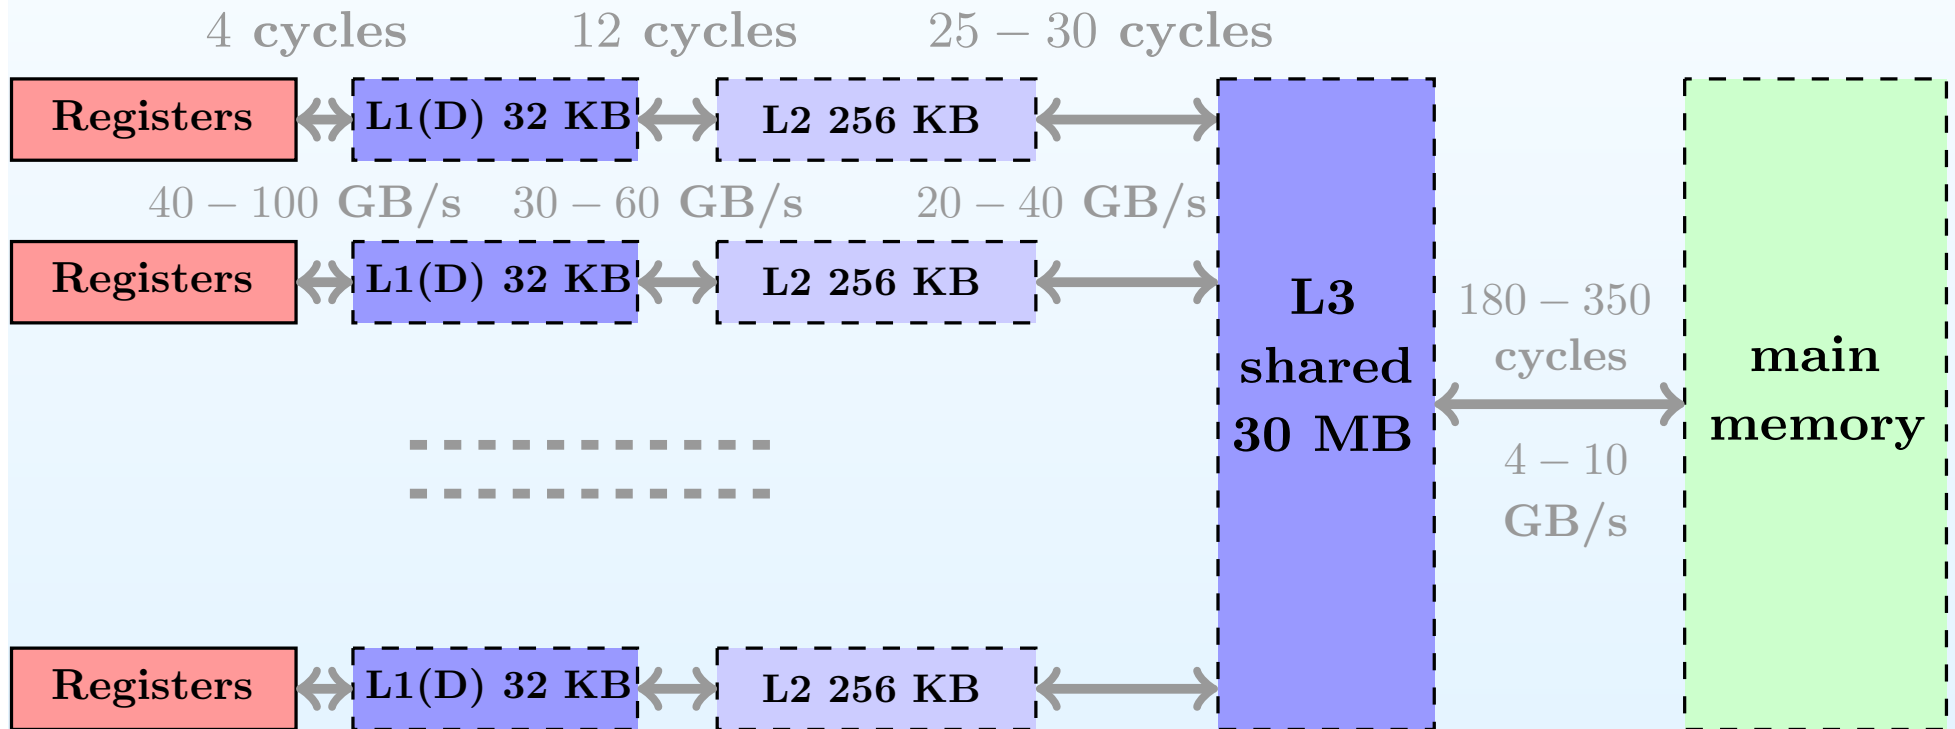 4 cycles 12 cycles 25 – 30 cycles
Registers L1(D) 32 KB L2 256 KB
40 – 100 GB/s 30 – 60 GB/s 20 – 40 GB/s
Registers L1(D) 32 KB L2 256 KB
L3
shared
30 MB
180 – 350
cycles
4 – 10
GB/s
main
memory
Registers L1(D) 32 KB L2 256 KB